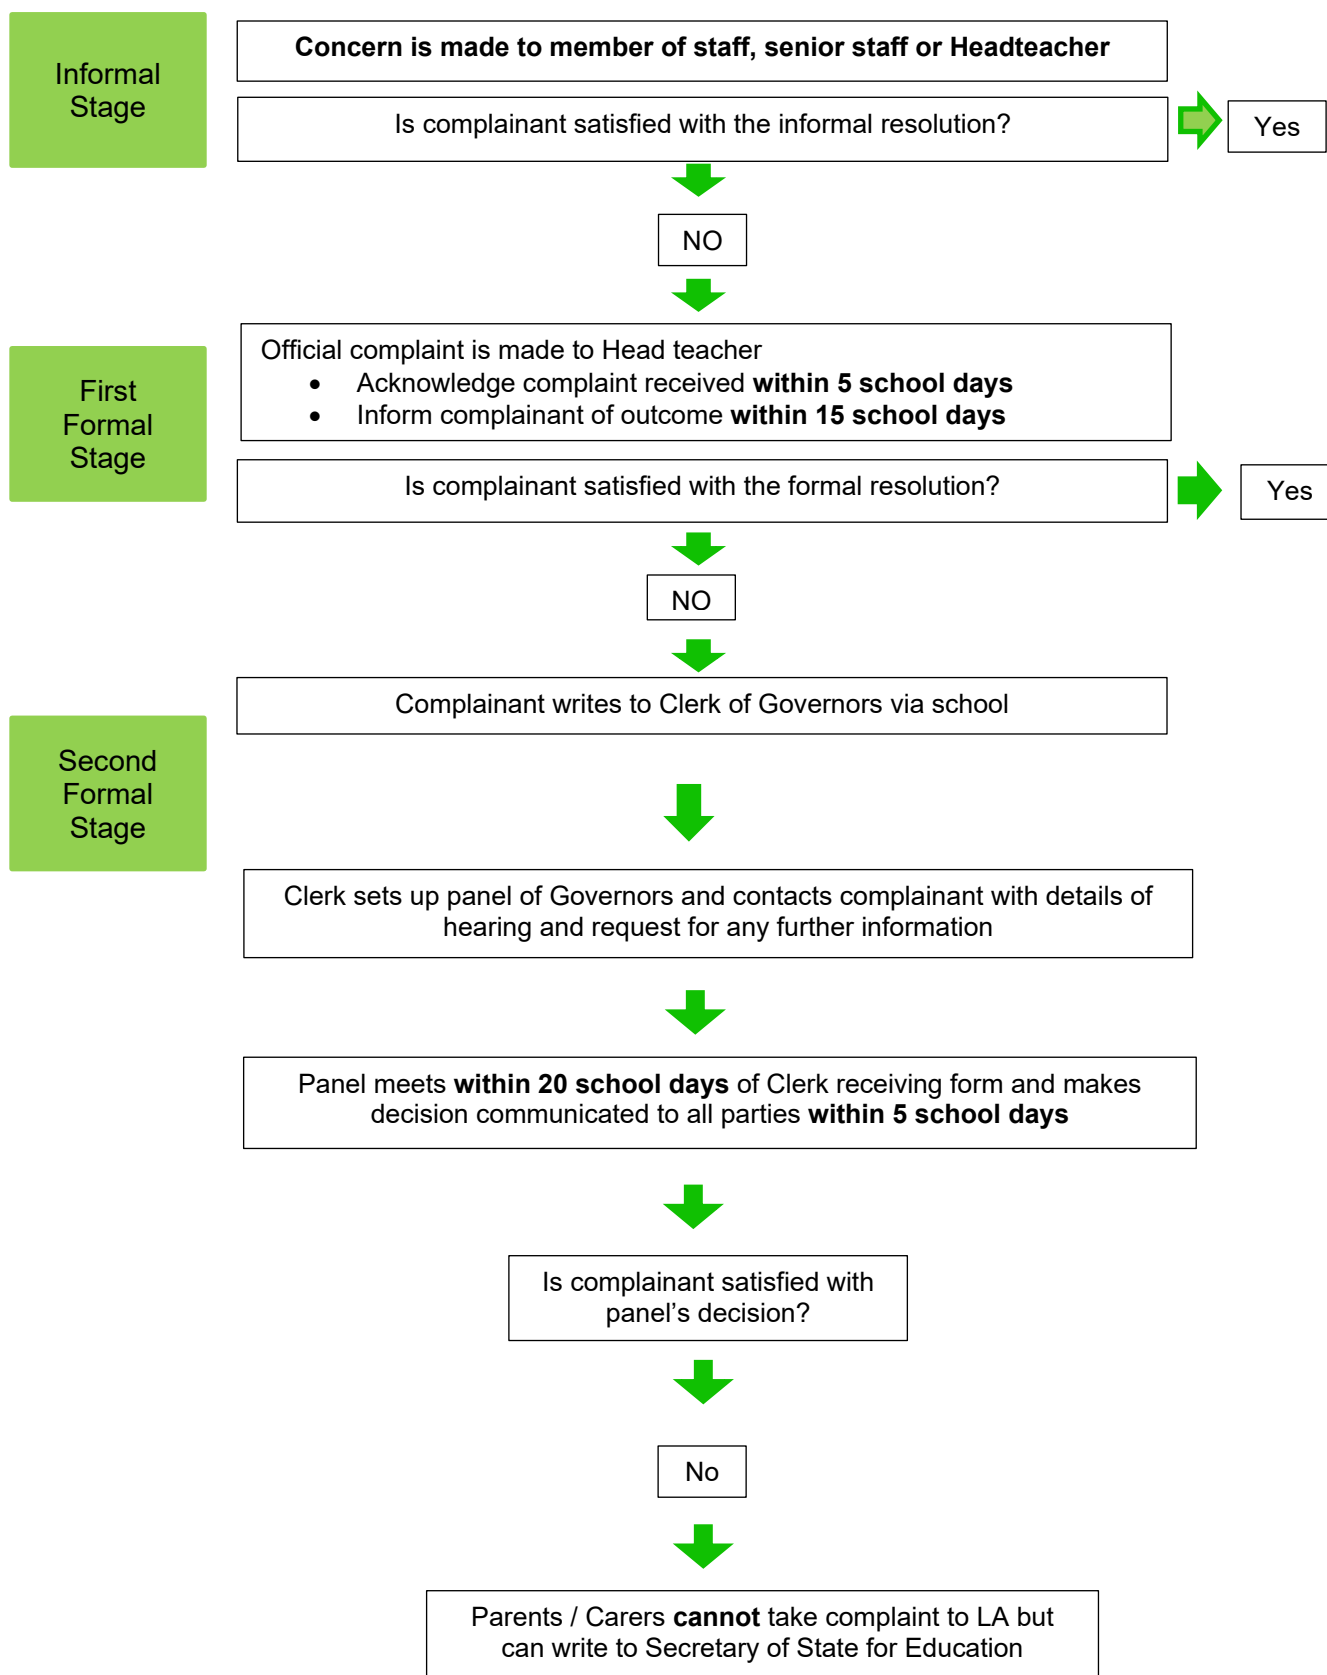 Informal
Stage
Concern is made to member of staff, senior staff or Headteacher
Is complainant satisfied with the informal resolution?
Yes
NO
First
Formal
Stage
Official complaint is made to Head teacher
• Acknowledge complaint received within 5 school days
• Inform complainant of outcome within 15 school days
Is complainant satisfied with the formal resolution?
Yes
NO
Second
Formal
Stage
Complainant writes to Clerk of Governors via school
Clerk sets up panel of Governors and contacts complainant with details of
hearing and request for any further information
Panel meets within 20 school days of Clerk receiving form and makes
decision communicated to all parties within 5 school days
Is complainant satisfied with
panel's decision?
No
Parents / Carers cannot take complaint to LA but
can write to Secretary of State for Education